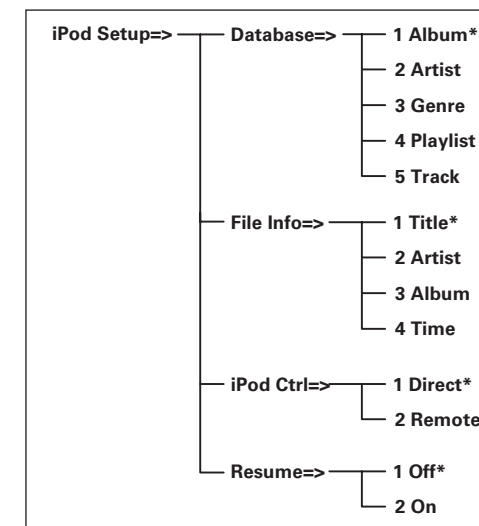 iPod Setup=> Database=> 1 Album*
2 Artist
3 Genre
4 Playlist
5 Track
File Info=> 1 Title*
2 Artist
3 Album
4 Time
iPod Ctrl=> 1 Direct*
2 Remote
Resume=> 1 Off*
2 On